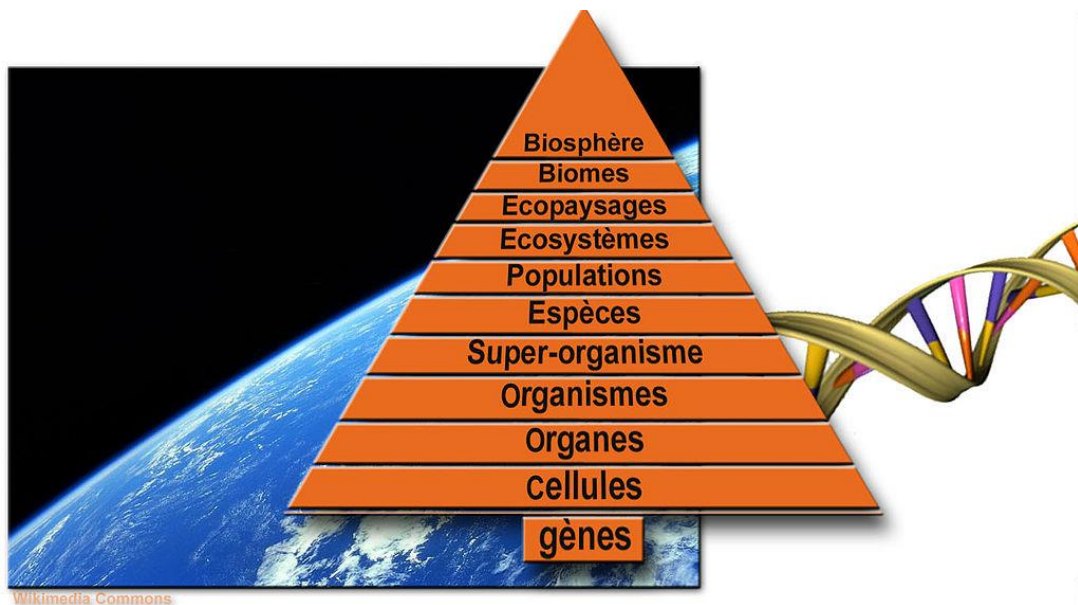 Biosphère
Biomes
Ecopaysages
Ecosystèmes
Populations
Espèces
Super-organisme
Organismes
Organes
cellules
gènes
Wikimedia Commons